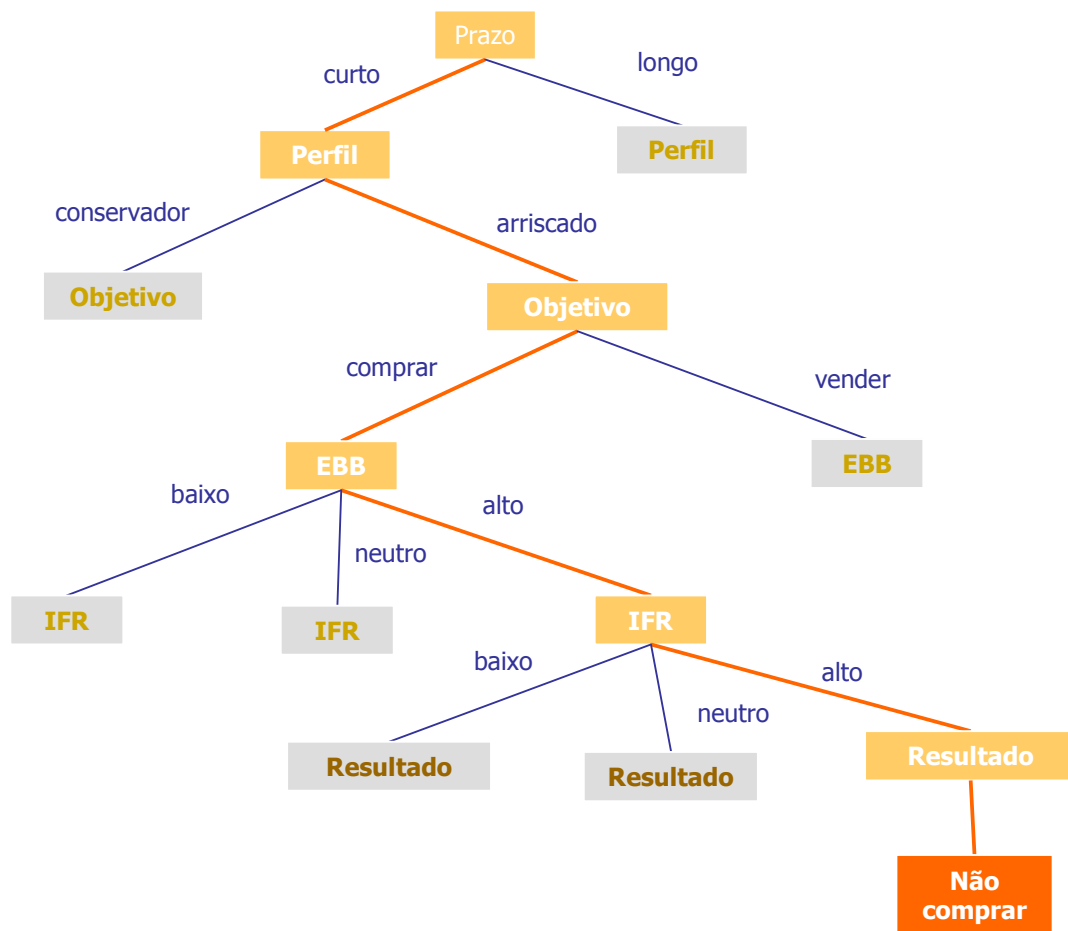 Prazo
curto
longo
Perfil
Perfil
conservador
arriscado
Objetivo
Objetivo
comprar
vender
EBB
EBB
baixo
alto
neutro
IFR
IFR
IFR
baixo
alto
neutro
Resultado
Resultado
Resultado
Não
comprar